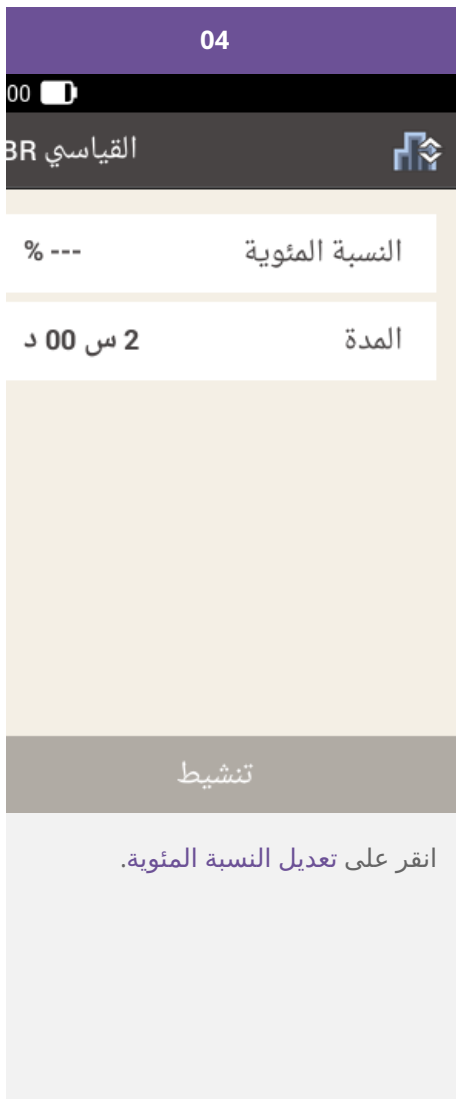 04
00
القياسي BR
النسبة المئوية --- %
المدة 2 س 00 د
تنشيط
انقر على تعديل النسبة المئوية.